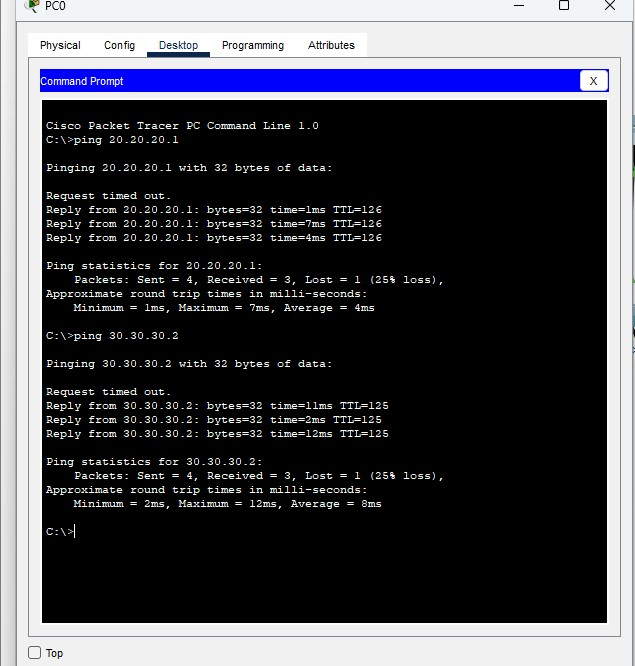 PC0
Physical Config Desktop Programming Attributes
Command Prompt X
Cisco Packet Tracer PC Command Line 1.0
C:\>ping 20.20.20.1
Pinging 20.20.20.1 with 32 bytes of data:
Request timed out.
Reply from 20.20.20.1: bytes=32 time=1ms TTL=126
Reply from 20.20.20.1: bytes=32 time=7ms TTL=126
Reply from 20.20.20.1: bytes=32 time=4ms TTL=126
Ping statistics for 20.20.20.1:
Packets: Sent = 4, Received = 3, Lost = 1 (25% loss),
Approximate round trip times in milli-seconds:
Minimum = 1ms, Maximum = 7ms, Average = 4ms
C:\>ping 30.30.30.2
Pinging 30.30.30.2 with 32 bytes of data:
Request timed out.
Reply from 30.30.30.2: bytes=32 time=11ms TTL=125
Reply from 30.30.30.2: bytes=32 time=2ms TTL=125
Reply from 30.30.30.2: bytes=32 time=12ms TTL=125
Ping statistics for 30.30.30.2:
Packets: Sent = 4, Received = 3, Lost = 1 (25% loss),
Approximate round trip times in milli-seconds:
Minimum = 2ms, Maximum = 12ms, Average = 8ms
C:\>
Top